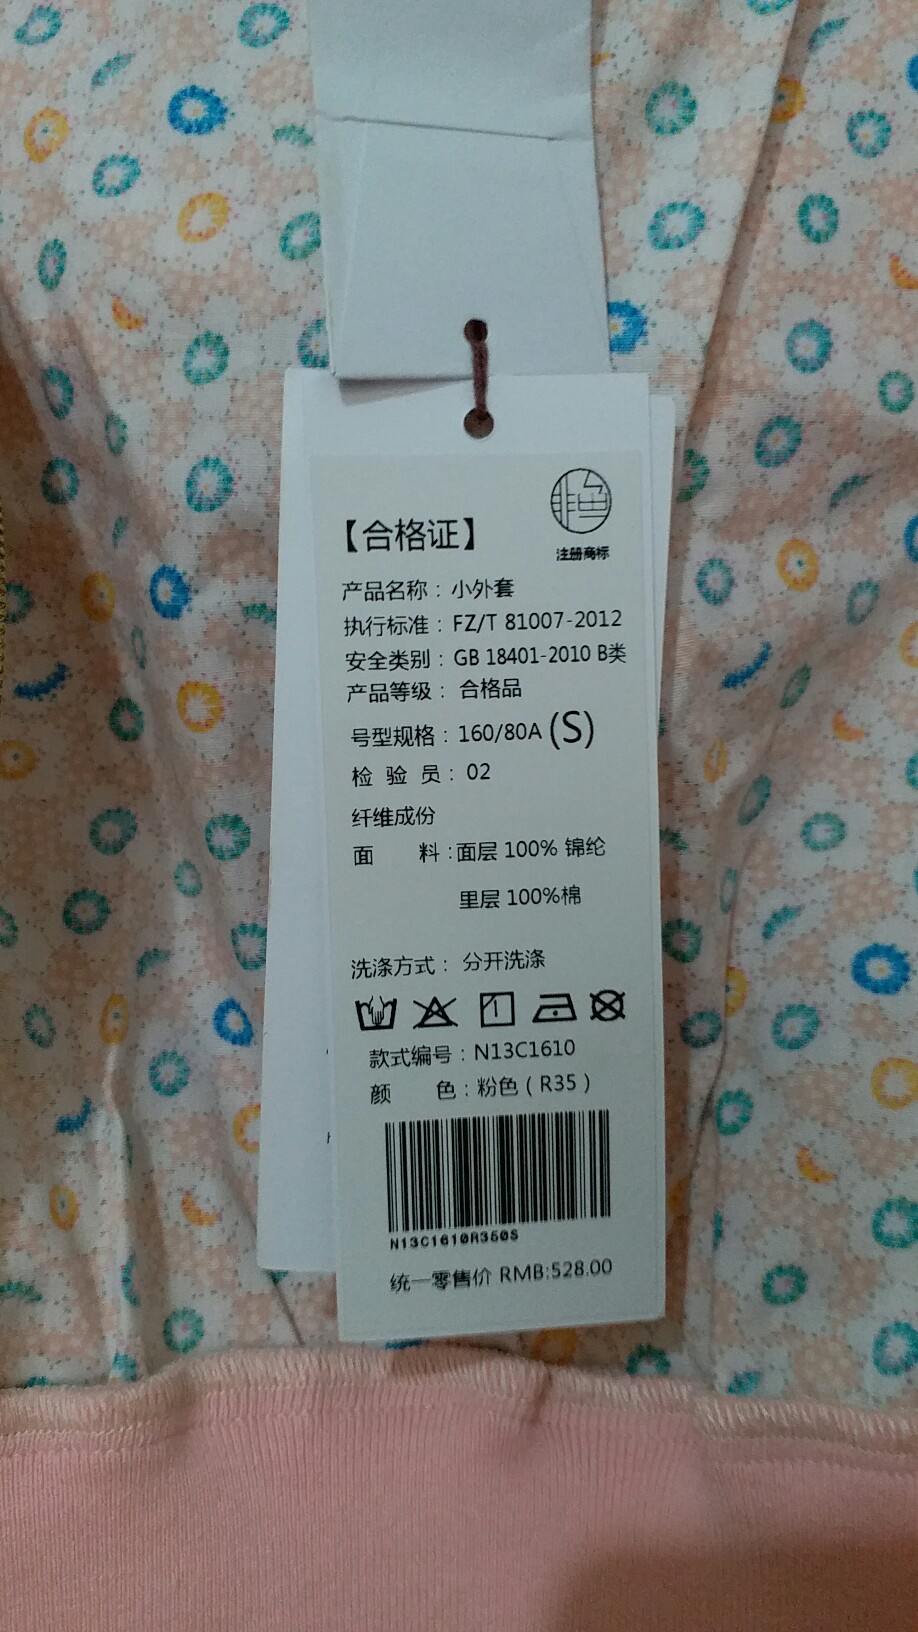 非色
注册商标
【合格证】
产品名称：小外套
执行标准：FZ/T 81007-2012
安全类别：GB 18401-2010 B类
产品等级：合格品
号型规格：160/80A (S)
检 验 员：02
纤维成份
面 料：面层 100% 锦纶
里层 100%棉
洗涤方式：分开洗涤
款式编号：N13C1610
颜 色：粉色（R35）
N13C1610R350S
统一零售价 RMB:528.00